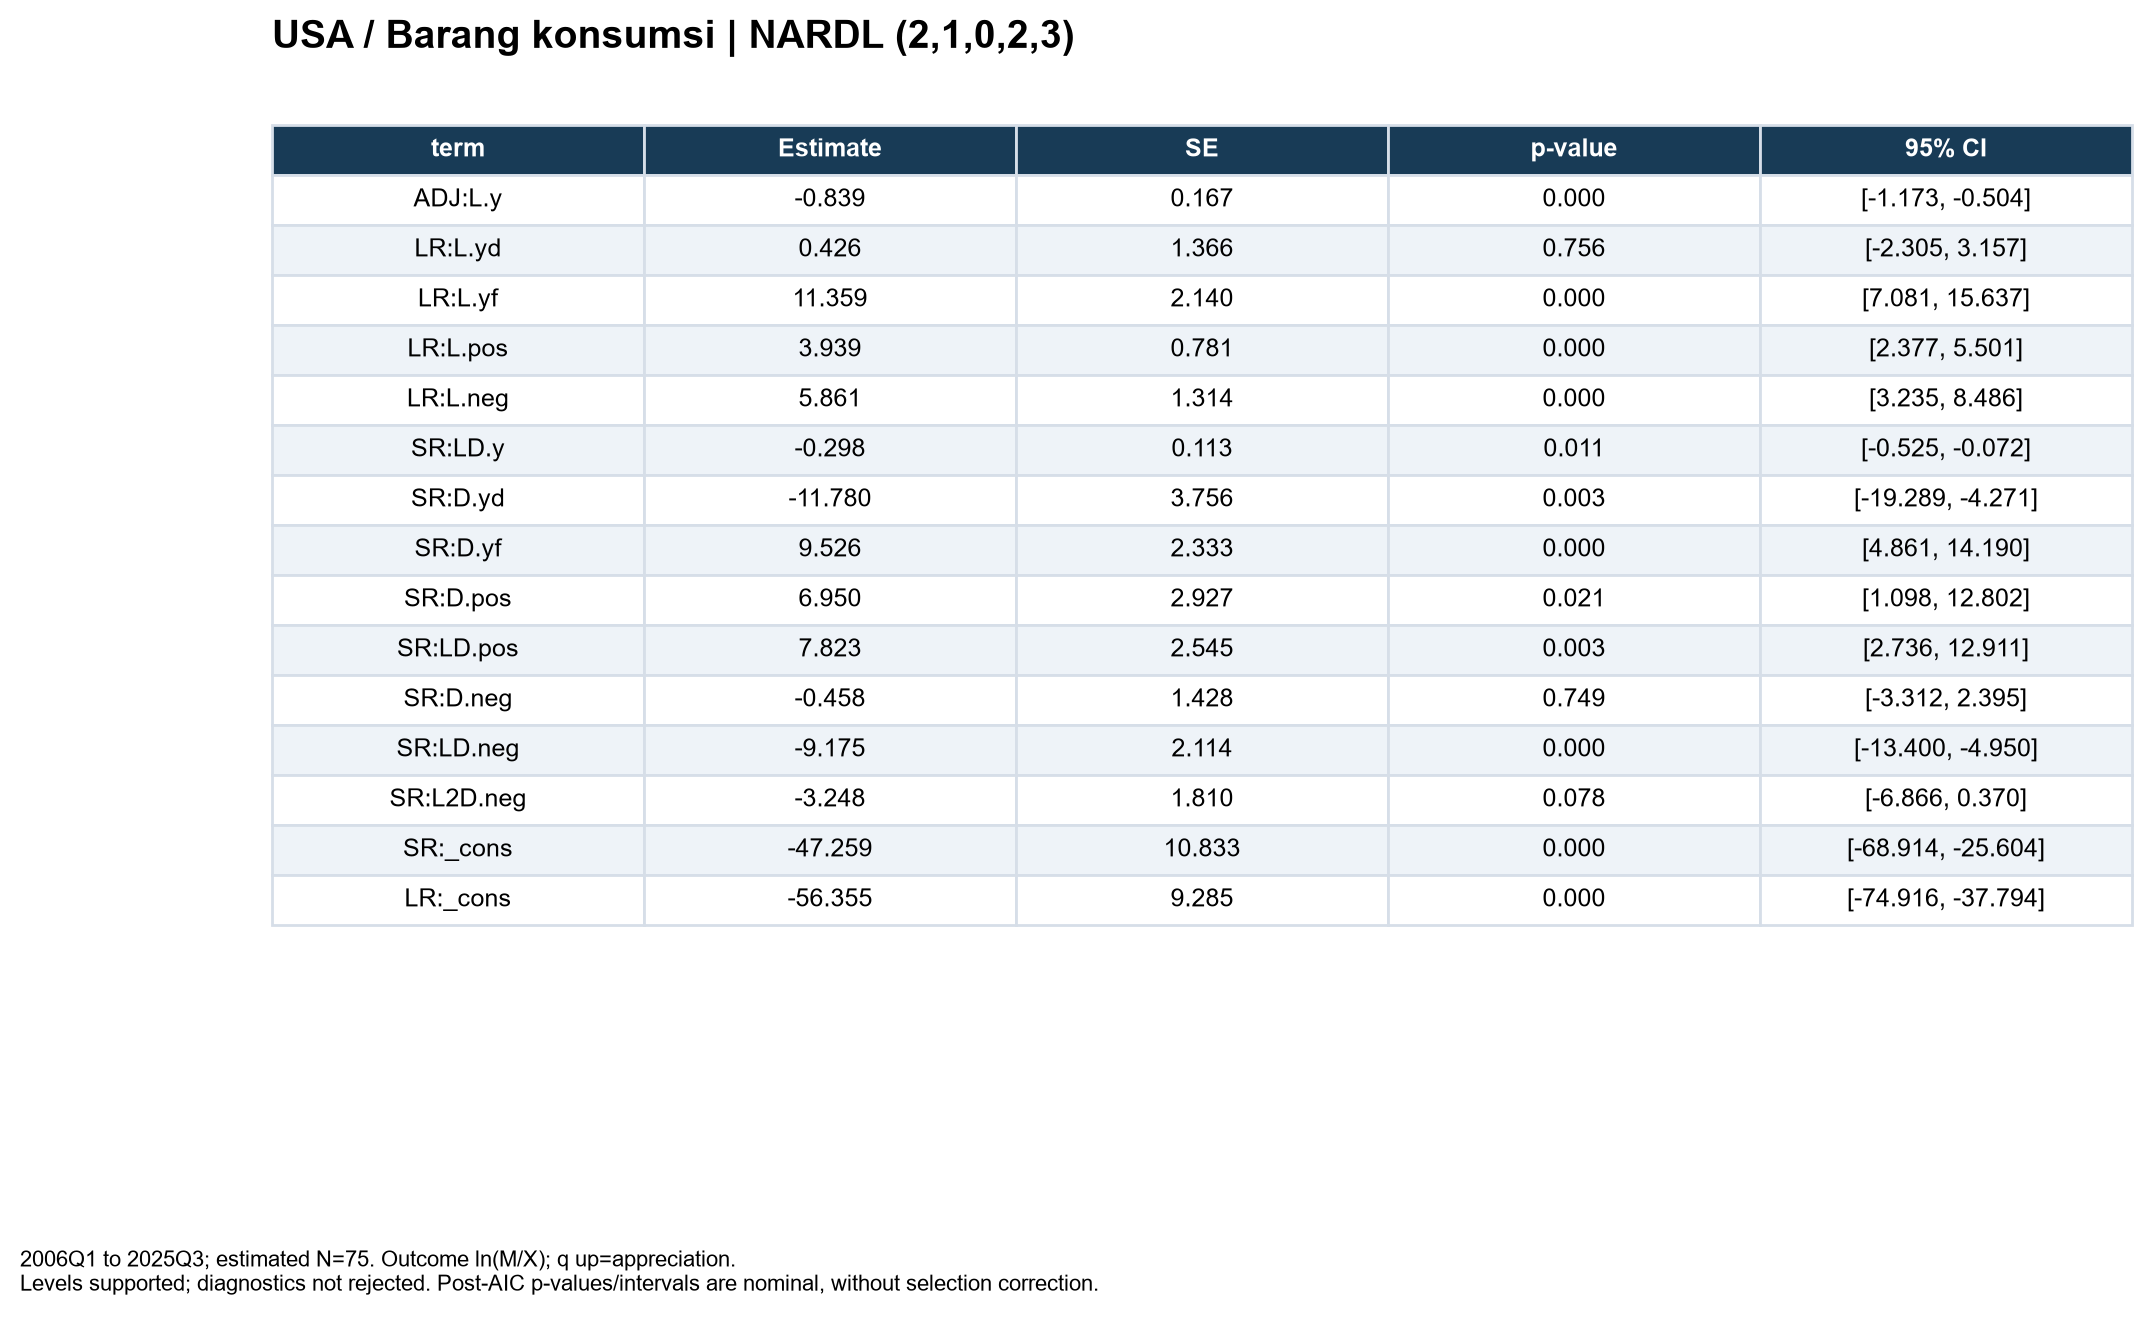 USA / Barang konsumsi | NARDL (2,1,0,2,3)
term Estimate SE p-value 95% CI
ADJ:L.y -0.839 0.167 0.000 [-1.173, -0.504]
LR:L.yd 0.426 1.366 0.756 [-2.305, 3.157]
LR:L.yf 11.359 2.140 0.000 [7.081, 15.637]
LR:L.pos 3.939 0.781 0.000 [2.377, 5.501]
LR:L.neg 5.861 1.314 0.000 [3.235, 8.486]
SR:LD.y -0.298 0.113 0.011 [-0.525, -0.072]
SR:D.yd -11.780 3.756 0.003 [-19.289, -4.271]
SR:D.yf 9.526 2.333 0.000 [4.861, 14.190]
SR:D.pos 6.950 2.927 0.021 [1.098, 12.802]
SR:LD.pos 7.823 2.545 0.003 [2.736, 12.911]
SR:D.neg -0.458 1.428 0.749 [-3.312, 2.395]
SR:LD.neg -9.175 2.114 0.000 [-13.400, -4.950]
SR:L2D.neg -3.248 1.810 0.078 [-6.866, 0.370]
SR:_cons -47.259 10.833 0.000 [-68.914, -25.604]
LR:_cons -56.355 9.285 0.000 [-74.916, -37.794]
2006Q1 to 2025Q3; estimated N=75. Outcome ln(M/X); q up=appreciation.
Levels supported; diagnostics not rejected. Post-AIC p-values/intervals are nominal, without selection correction.